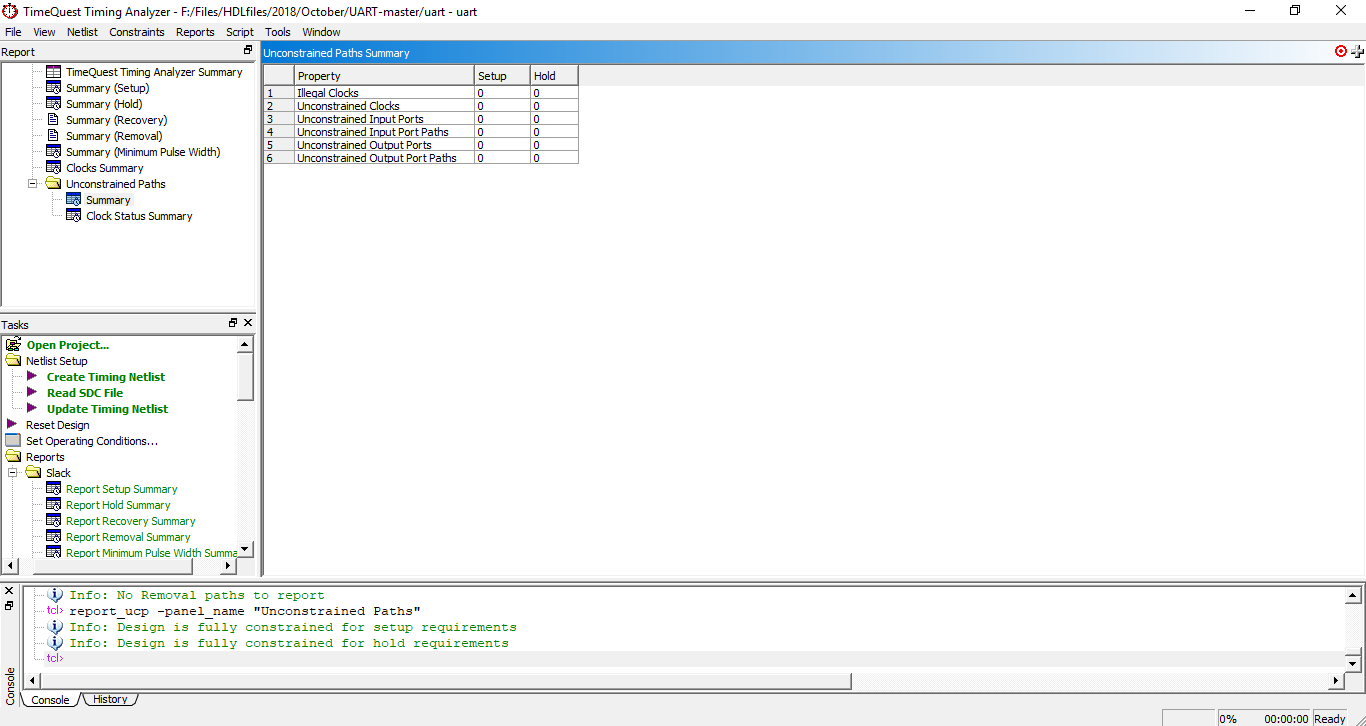 TimeQuest Timing Analyzer - F:/Files/HDLfiles/2018/October/UART-master/uart - uart
File View Netlist Constraints Reports Script Tools Window
Report
TimeQuest Timing Analyzer Summary
Summary (Setup)
Summary (Hold)
Summary (Recovery)
Summary (Removal)
Summary (Minimum Pulse Width)
Clocks Summary
Unconstrained Paths
Summary
Clock Status Summary
Unconstrained Paths Summary
Property Setup Hold
1 Illegal Clocks 0 0
2 Unconstrained Clocks 0 0
3 Unconstrained Input Ports 0 0
4 Unconstrained Input Port Paths 0 0
5 Unconstrained Output Ports 0 0
6 Unconstrained Output Port Paths 0 0
Tasks
Open Project...
Netlist Setup
Create Timing Netlist
Read SDC File
Update Timing Netlist
Reset Design
Set Operating Conditions...
Reports
Slack
Report Setup Summary
Report Hold Summary
Report Recovery Summary
Report Removal Summary
Report Minimum Pulse Width Summa
Console
Info: No Removal paths to report
tcl> report_ucp -panel_name "Unconstrained Paths"
Info: Design is fully constrained for setup requirements
Info: Design is fully constrained for hold requirements
tcl>
Console History
0% 00:00:00 Ready